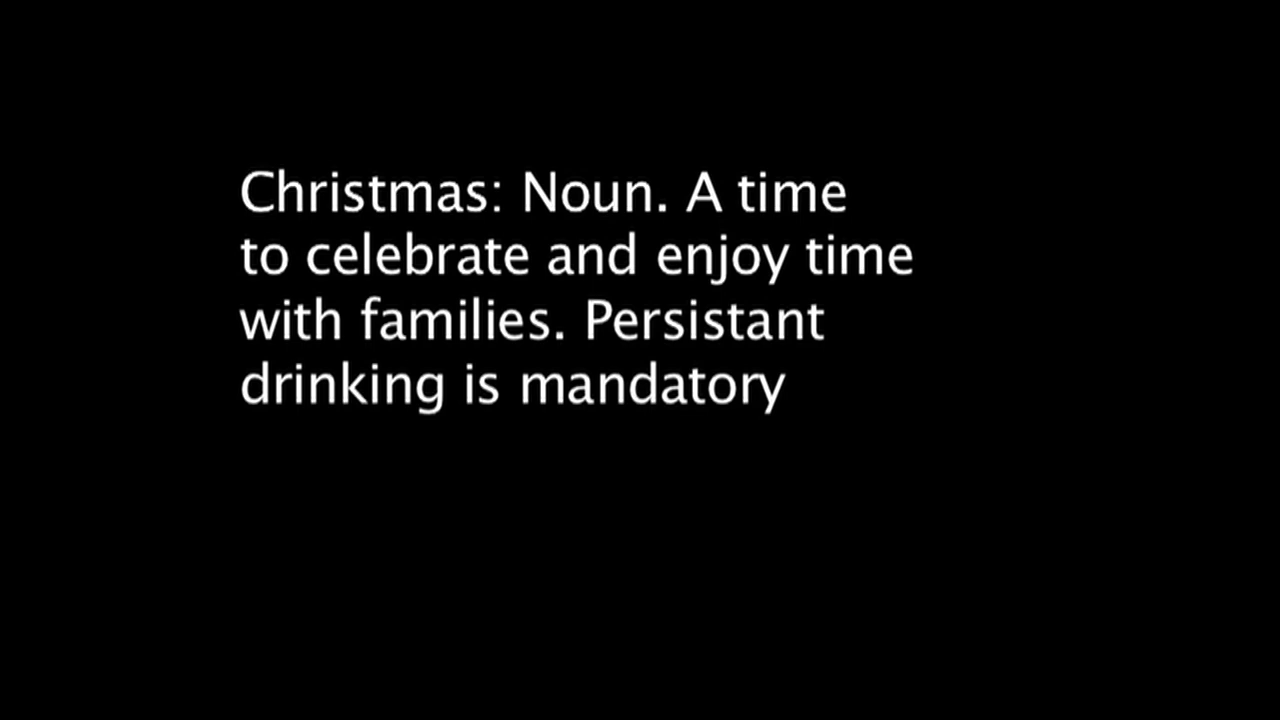 Christmas: Noun. A time
to celebrate and enjoy time
with families. Persistant
drinking is mandatory